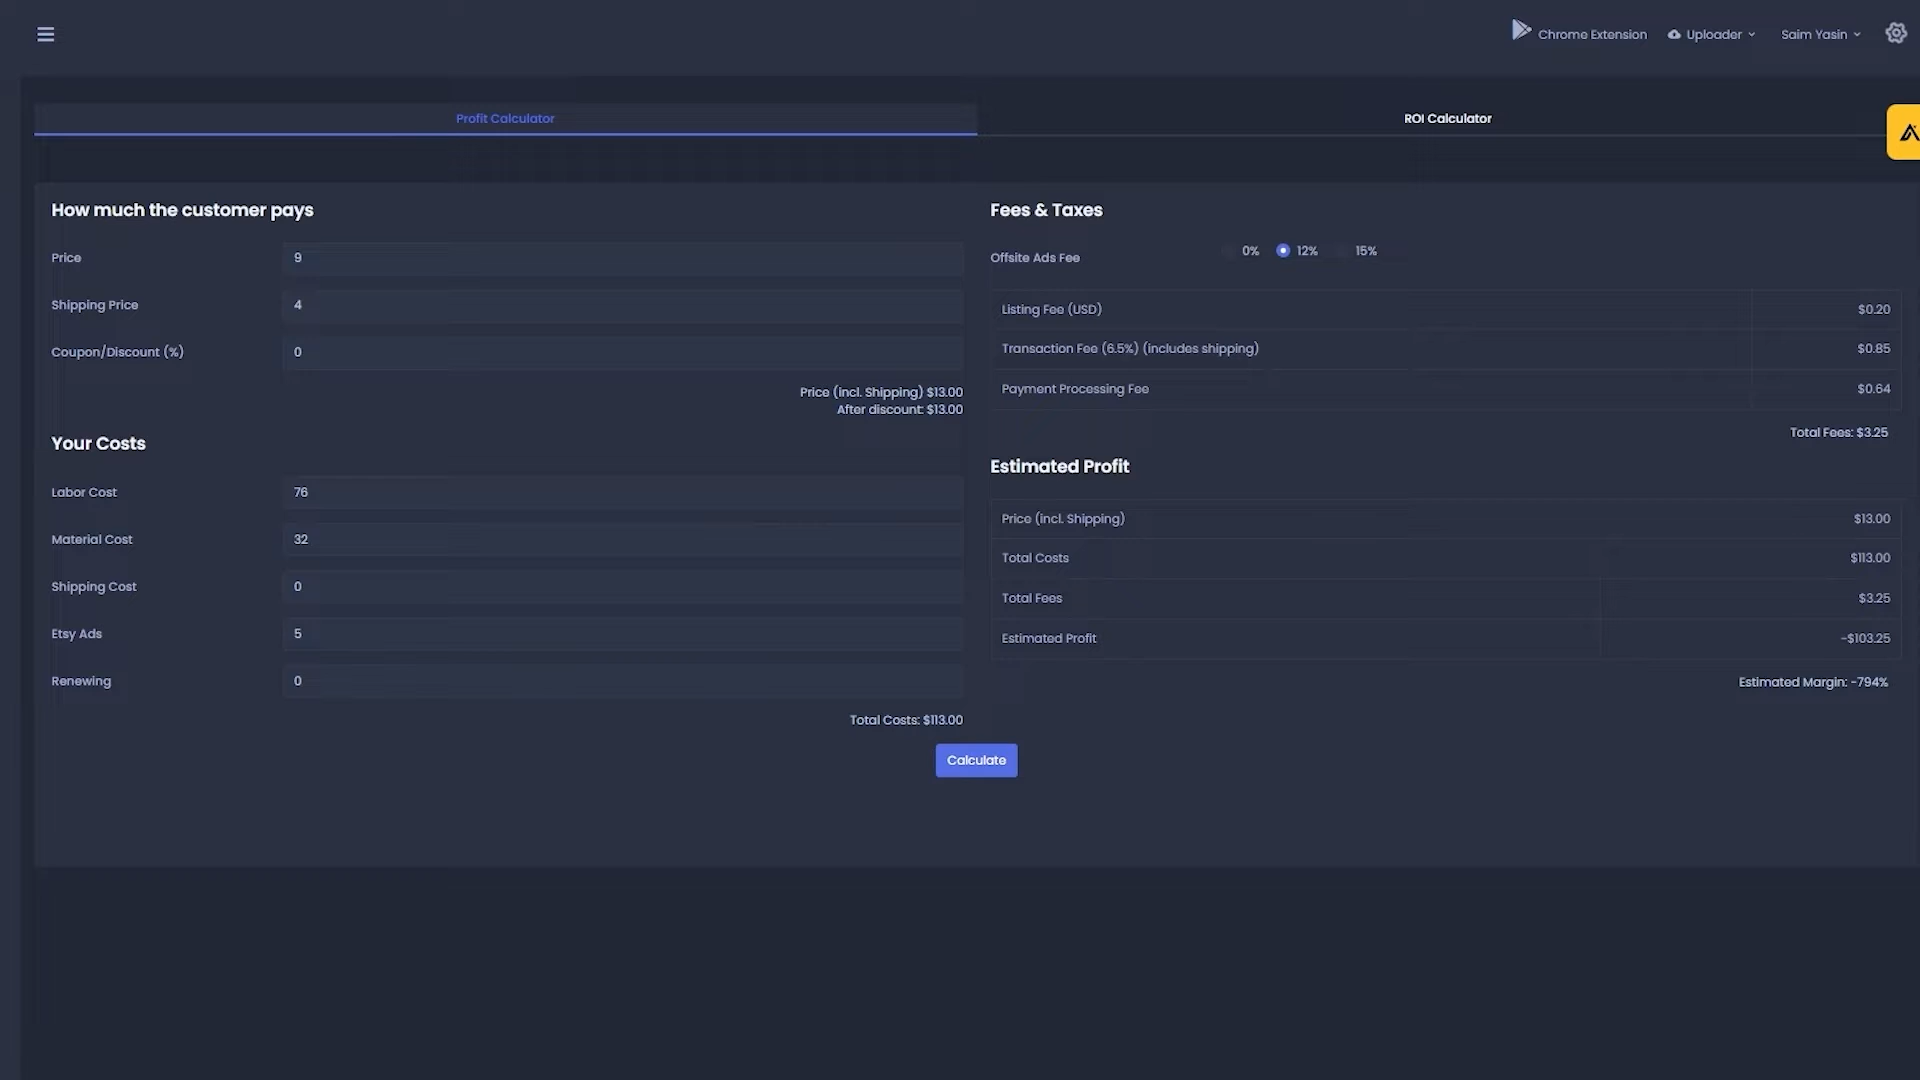 Chrome Extension
Uploader
Saim Yasin
Profit Calculator
ROI Calculator
How much the customer pays
Price
9
Shipping Price
4
Coupon/Discount (%)
0
Price (incl. Shipping) $13.00
After discount: $13.00
Your Costs
Labor Cost
76
Material Cost
32
Shipping Cost
0
Etsy Ads
5
Renewing
0
Total Costs: $113.00
Calculate
Fees & Taxes
Offsite Ads Fee
0%
12%
15%
Listing Fee (USD)
$0.20
Transaction Fee (6.5%) (includes shipping)
$0.85
Payment Processing Fee
$0.64
Total Fees: $3.25
Estimated Profit
Price (Incl. Shipping)
$13.00
Total Costs
$113.00
Total Fees
$3.25
Estimated Profit
-$103.25
Estimated Margin: -794%